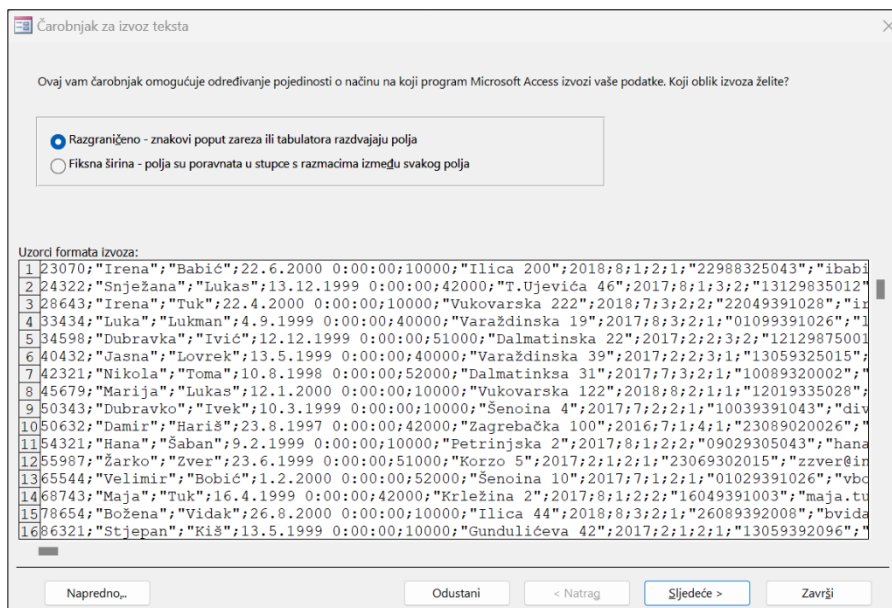 Čarobnjak za izvoz teksta
Ovaj vam čarobnjak omogućuje određivanje pojedinosti o načinu na koji program Microsoft Access izvozi vaše podatke. Koji oblik izvoza želite?
Razgraničeno - znakovi poput zareza ili tabulatora razdvajaju polja
Fiksna širina - polja su poravnata u stupce s razmacima između svakog polja
Uzorci formata izvoza:
1 23070;"Irena";"Babić";22.6.2000 0:00:00;10000;"Ilica 200";2018;8;1;2;1;"22988325043";"ibabi
2 24322;"Snježana";"Lukas";13.12.1999 0:00:00;42000;"T.Ujevića 46";2017;8;1;3;2;"13129835012"
3 28643;"Irena";"Tuk";22.4.2000 0:00:00;10000;"Vukovarska 222";2018;7;3;2;2;"22049391028";"ir
4 33434;"Luka";"Lukman";4.9.1999 0:00:00;40000;"Varaždinska 19";2017;8;3;2;1;"01099391026";"l
5 34598;"Dubravka";"Ivić";12.12.1999 0:00:00;51000;"Dalmatinska 22";2017;2;2;3;2;"12129875001
6 40432;"Jasna";"Lovrek";13.5.1999 0:00:00;40000;"Varaždinska 39";2017;2;2;3;1;"13059325015";
7 42321;"Nikola";"Toma";10.8.1998 0:00:00;52000;"Dalmatinksa 31";2017;7;3;2;1;"10089320002";"
8 45679;"Marija";"Lukas";12.1.2000 0:00:00;10000;"Vukovarska 122";2018;8;2;1;1;"12019335028";
9 50343;"Dubravko";"Ivek";10.3.1999 0:00:00;10000;"Šenoina 4";2017;7;2;2;1;"10039391043";"div
10 50632;"Damir";"Hariš";23.8.1997 0:00:00;42000;"Zagrebačka 100";2016;7;1;4;1;"23089020026";"
11 54321;"Hana";"Šaban";9.2.1999 0:00:00;10000;"Petrinjska 2";2017;8;1;2;2;"09029305043";"hana
12 55987;"Žarko";"Zver";23.6.1999 0:00:00;51000;"Korzo 5";2017;2;1;2;1;"23069302015";"zzver@in
13 65544;"Velimir";"Bobić";1.2.2000 0:00:00;52000;"Šenoina 10";2017;7;1;2;1;"01029391026";"vbo
14 68743;"Maja";"Tuk";16.4.1999 0:00:00;42000;"Krležina 2";2017;8;1;2;2;"16049391003";"maja.tu
15 78654;"Božena";"Vidak";26.8.2000 0:00:00;10000;"Ilica 44";2018;8;3;2;1;"26089392008";"bvida
16 86321;"Stjepan";"Kiš";13.5.1999 0:00:00;10000;"Gundulićeva 42";2017;2;1;2;1;"13059392096";"
Napredno... Odustani < Natrag Sljedeće > Završi